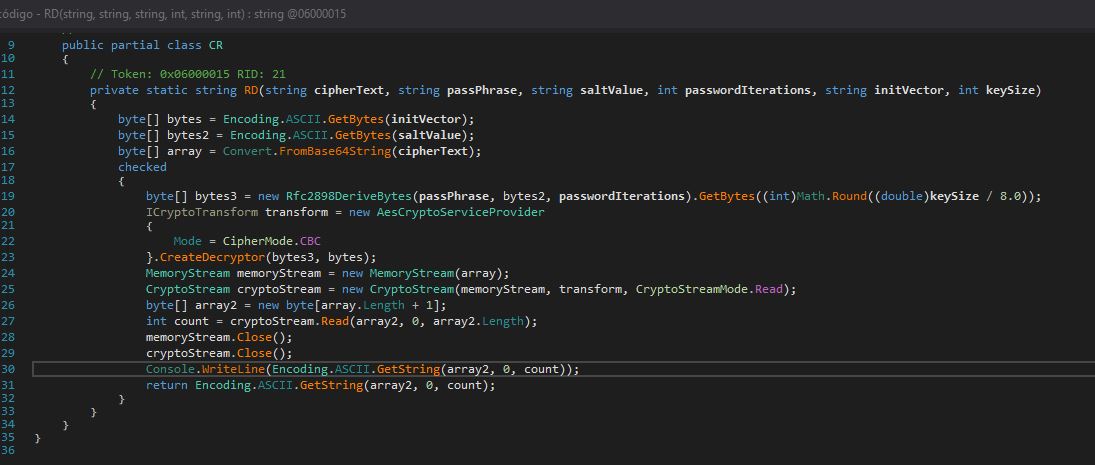 código - RD(string, string, string, int, string, int) : string @06000015
9 public partial class CR
10 {
11 // Token: 0x06000015 RID: 21
12 private static string RD(string cipherText, string passPhrase, string saltValue, int passwordIterations, string initVector, int keySize)
13 {
14 byte[] bytes = Encoding.ASCII.GetBytes(initVector);
15 byte[] bytes2 = Encoding.ASCII.GetBytes(saltValue);
16 byte[] array = Convert.FromBase64String(cipherText);
17 checked
18 {
19 byte[] bytes3 = new Rfc2898DeriveBytes(passPhrase, bytes2, passwordIterations).GetBytes((int)Math.Round((double)keySize / 8.0));
20 ICryptoTransform transform = new AesCryptoServiceProvider
21 {
22 Mode = CipherMode.CBC
23 }.CreateDecryptor(bytes3, bytes);
24 MemoryStream memoryStream = new MemoryStream(array);
25 CryptoStream cryptoStream = new CryptoStream(memoryStream, transform, CryptoStreamMode.Read);
26 byte[] array2 = new byte[array.Length + 1];
27 int count = cryptoStream.Read(array2, 0, array2.Length);
28 memoryStream.Close();
29 cryptoStream.Close();
30 Console.WriteLine(Encoding.ASCII.GetString(array2, 0, count));
31 return Encoding.ASCII.GetString(array2, 0, count);
32 }
33 }
34 }
35 }
36